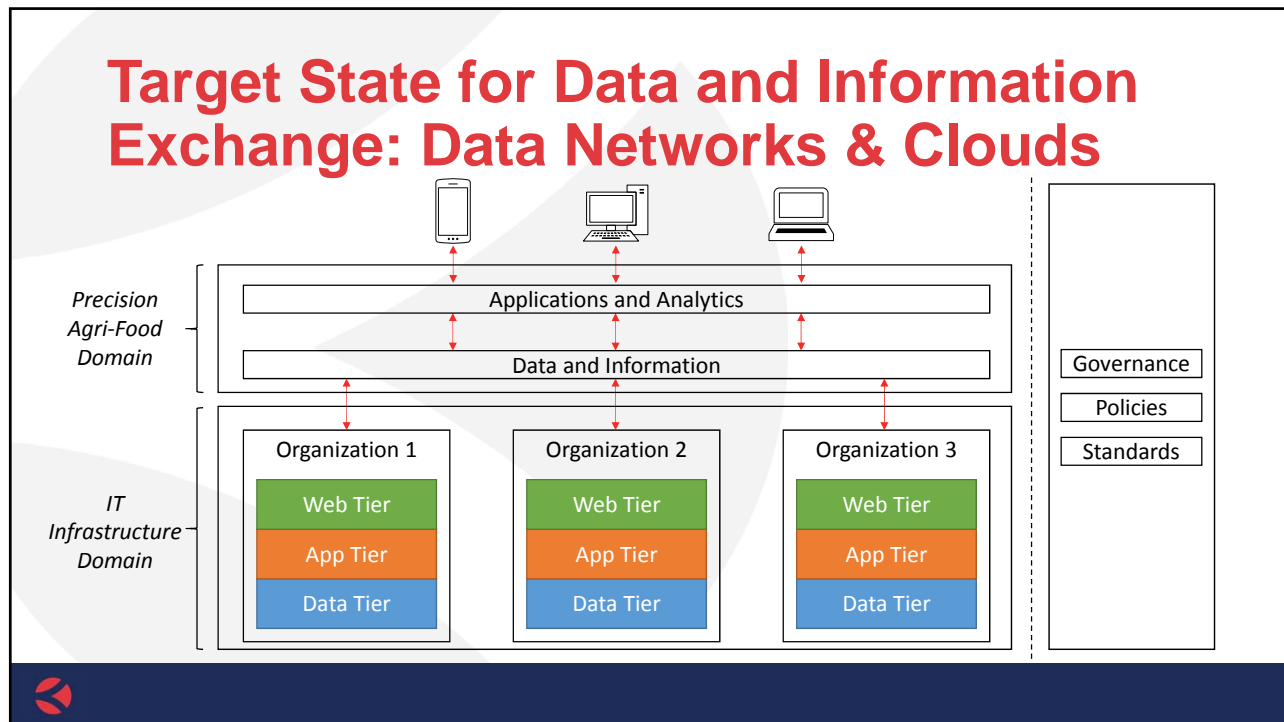 Target State for Data and Information
Exchange: Data Networks & Clouds
Precision
Agri-Food
Domain
Applications and Analytics
Data and Information
IT
Infrastructure
Domain
Organization 1
Web Tier
App Tier
Data Tier
Organization 2
Web Tier
App Tier
Data Tier
Organization 3
Web Tier
App Tier
Data Tier
Governance
Policies
Standards